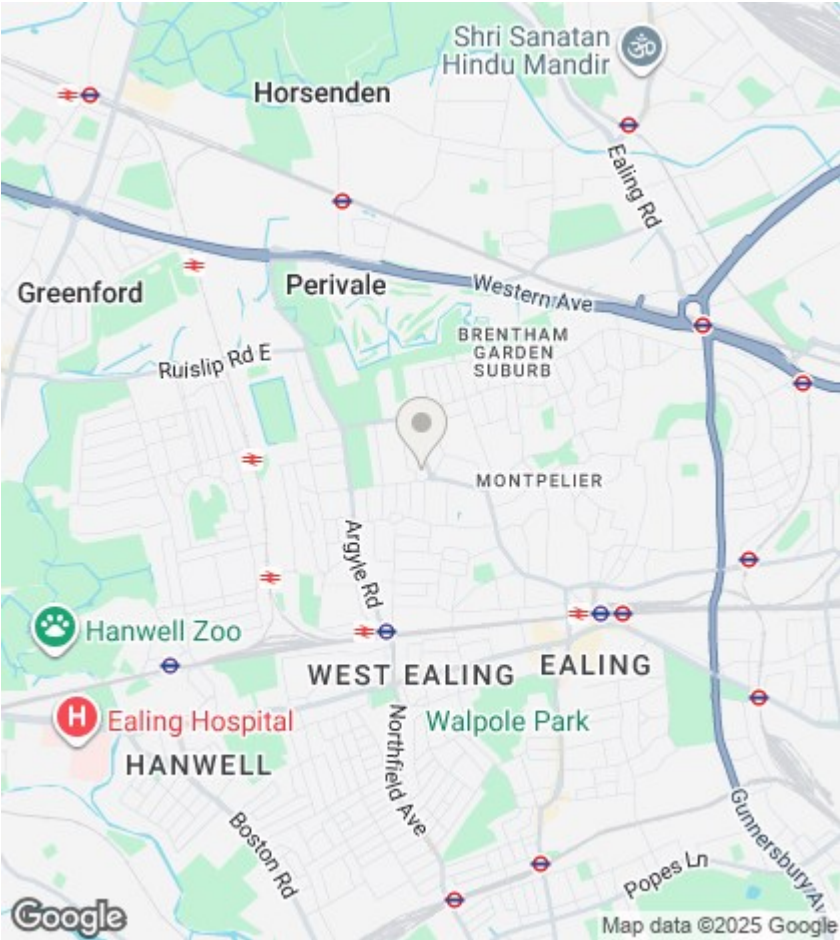 Shri Sanatan
Hindu Mandir
Horsenden
Ealing Rd
Greenford
Perivale
Western Ave
BRENTHAM
GARDEN
SUBURB
Ruislip Rd E
MONTPELIER
Argyle Rd
Hanwell Zoo
WEST EALING
EALING
H
Ealing Hospital
Walpole Park
HANWELL
Northfield Ave
Boston Rd
Gunnersbury Av
Popes Ln
Google
Map data ©2025 Google